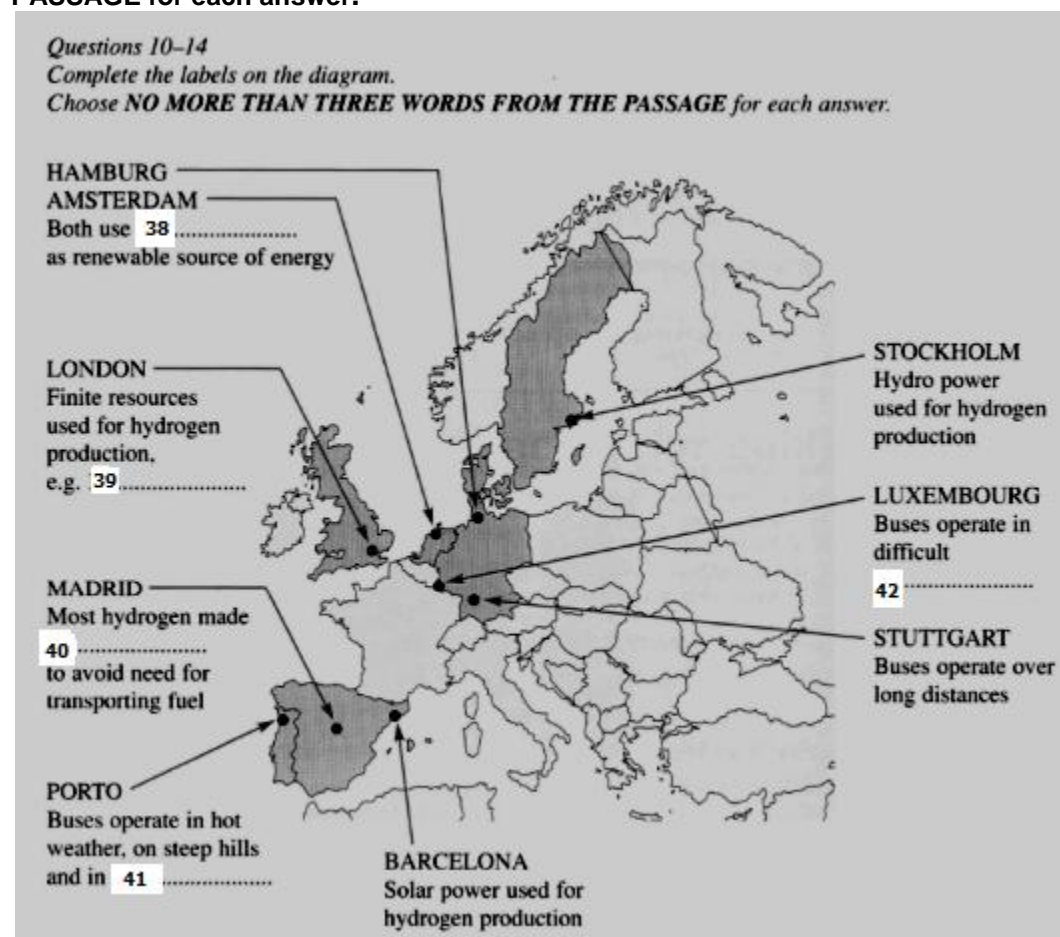 PASSAGE for each answer.
Questions 10–14
Complete the labels on the diagram.
Choose NO MORE THAN THREE WORDS FROM THE PASSAGE for each answer.
HAMBURG
AMSTERDAM
Both use 38 ......................
as renewable source of energy
LONDON
Finite resources
used for hydrogen
production,
e.g. 39 ......................
MADRID
Most hydrogen made
40 ......................
to avoid need for
transporting fuel
PORTO
Buses operate in hot
weather, on steep hills
and in 41 ...................
BARCELONA
Solar power used for
hydrogen production
STOCKHOLM
Hydro power
used for hydrogen
production
LUXEMBOURG
Buses operate in
difficult
42 ......................
STUTTGART
Buses operate over
long distances